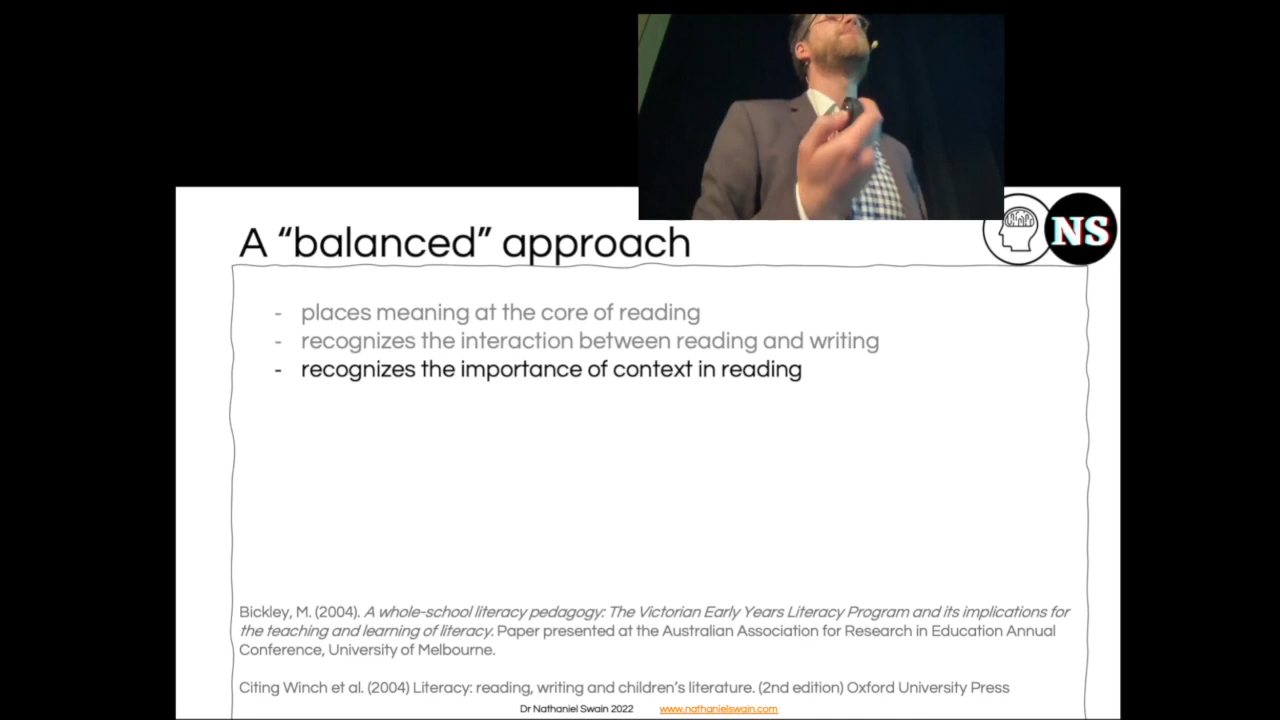 A “balanced” approach
NS
- places meaning at the core of reading
- recognizes the interaction between reading and writing
- recognizes the importance of context in reading
Bickley, M. (2004). A whole-school literacy pedagogy: The Victorian Early Years Literacy Program and its implications for
the teaching and learning of literacy. Paper presented at the Australian Association for Research in Education Annual
Conference, University of Melbourne.
Citing Winch et al. (2004) Literacy: reading, writing and children’s literature. (2nd edition) Oxford University Press
Dr Nathaniel Swain 2022 www.nathanielswain.com